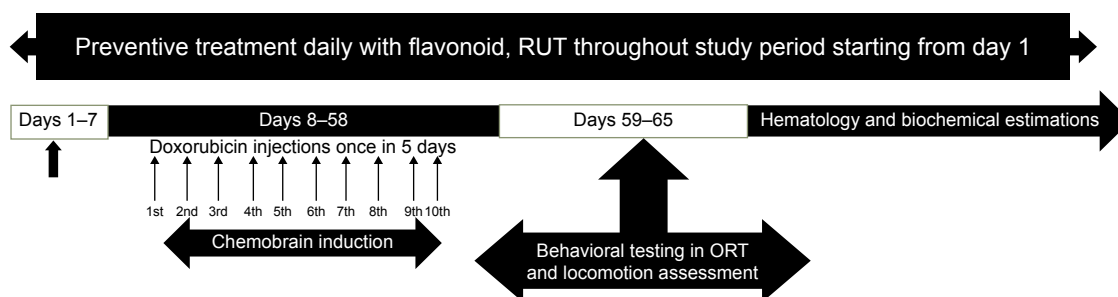 Preventive treatment daily with flavonoid, RUT throughout study period starting from day 1
Days 1–7
Days 8–58
Days 59–65
Hematology and biochemical estimations
Doxorubicin injections once in 5 days
1st 2nd 3rd 4th 5th 6th 7th 8th 9th 10th
Chemobrain induction
Behavioral testing in ORT
and locomotion assessment